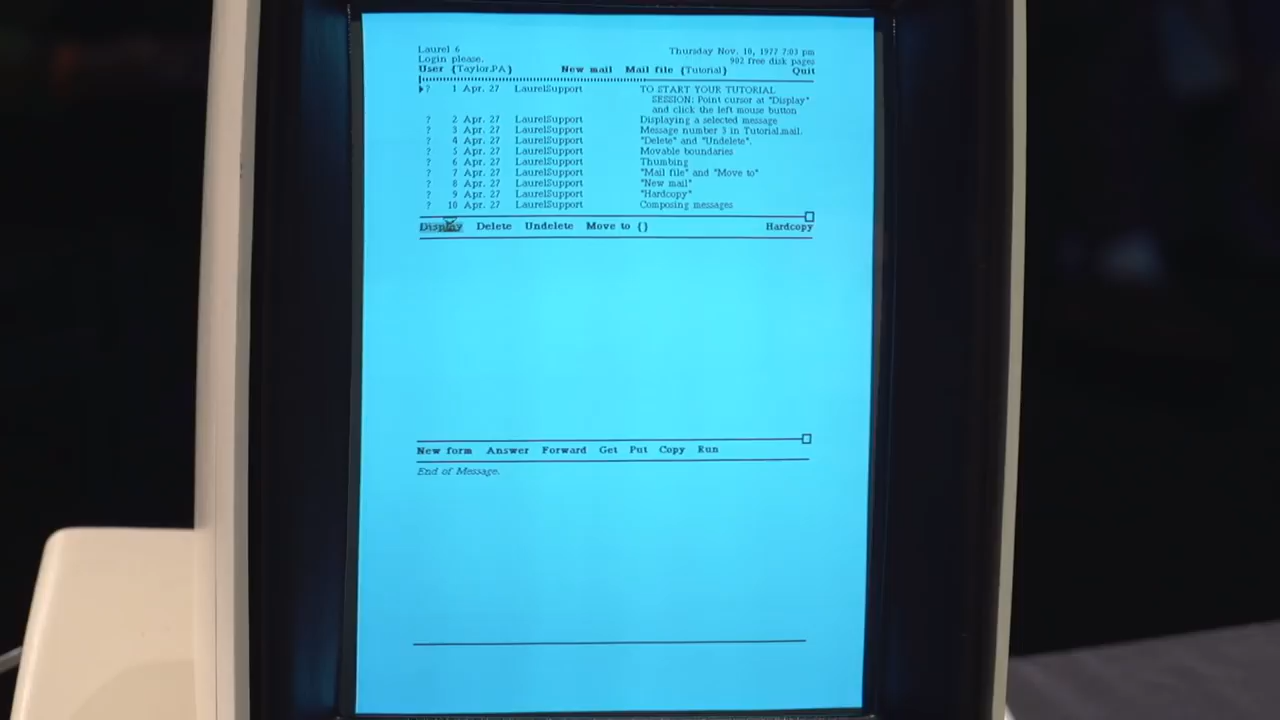 Laurel 6 Thursday Nov. 10, 1977 7:03 pm
Login please. 902 free disk pages
User {Taylor.PA} New mail Mail file {Tutorial} Quit
? 1 Apr. 27 LaurelSupport TO START YOUR TUTORIAL
SESSION: Point cursor at "Display"
and click the left mouse button
? 2 Apr. 27 LaurelSupport Displaying a selected message
? 3 Apr. 27 LaurelSupport Message number 3 in Tutorial.mail.
? 4 Apr. 27 LaurelSupport "Delete" and "Undelete".
? 5 Apr. 27 LaurelSupport Movable boundaries
? 6 Apr. 27 LaurelSupport Thumbing
? 7 Apr. 27 LaurelSupport "Mail file" and "Move to"
? 8 Apr. 27 LaurelSupport "New mail"
? 9 Apr. 27 LaurelSupport "Hardcopy"
? 10 Apr. 27 LaurelSupport Composing messages
Display Delete Undelete Move to {} Hardcopy
New form Answer Forward Get Put Copy Run
End of Message.